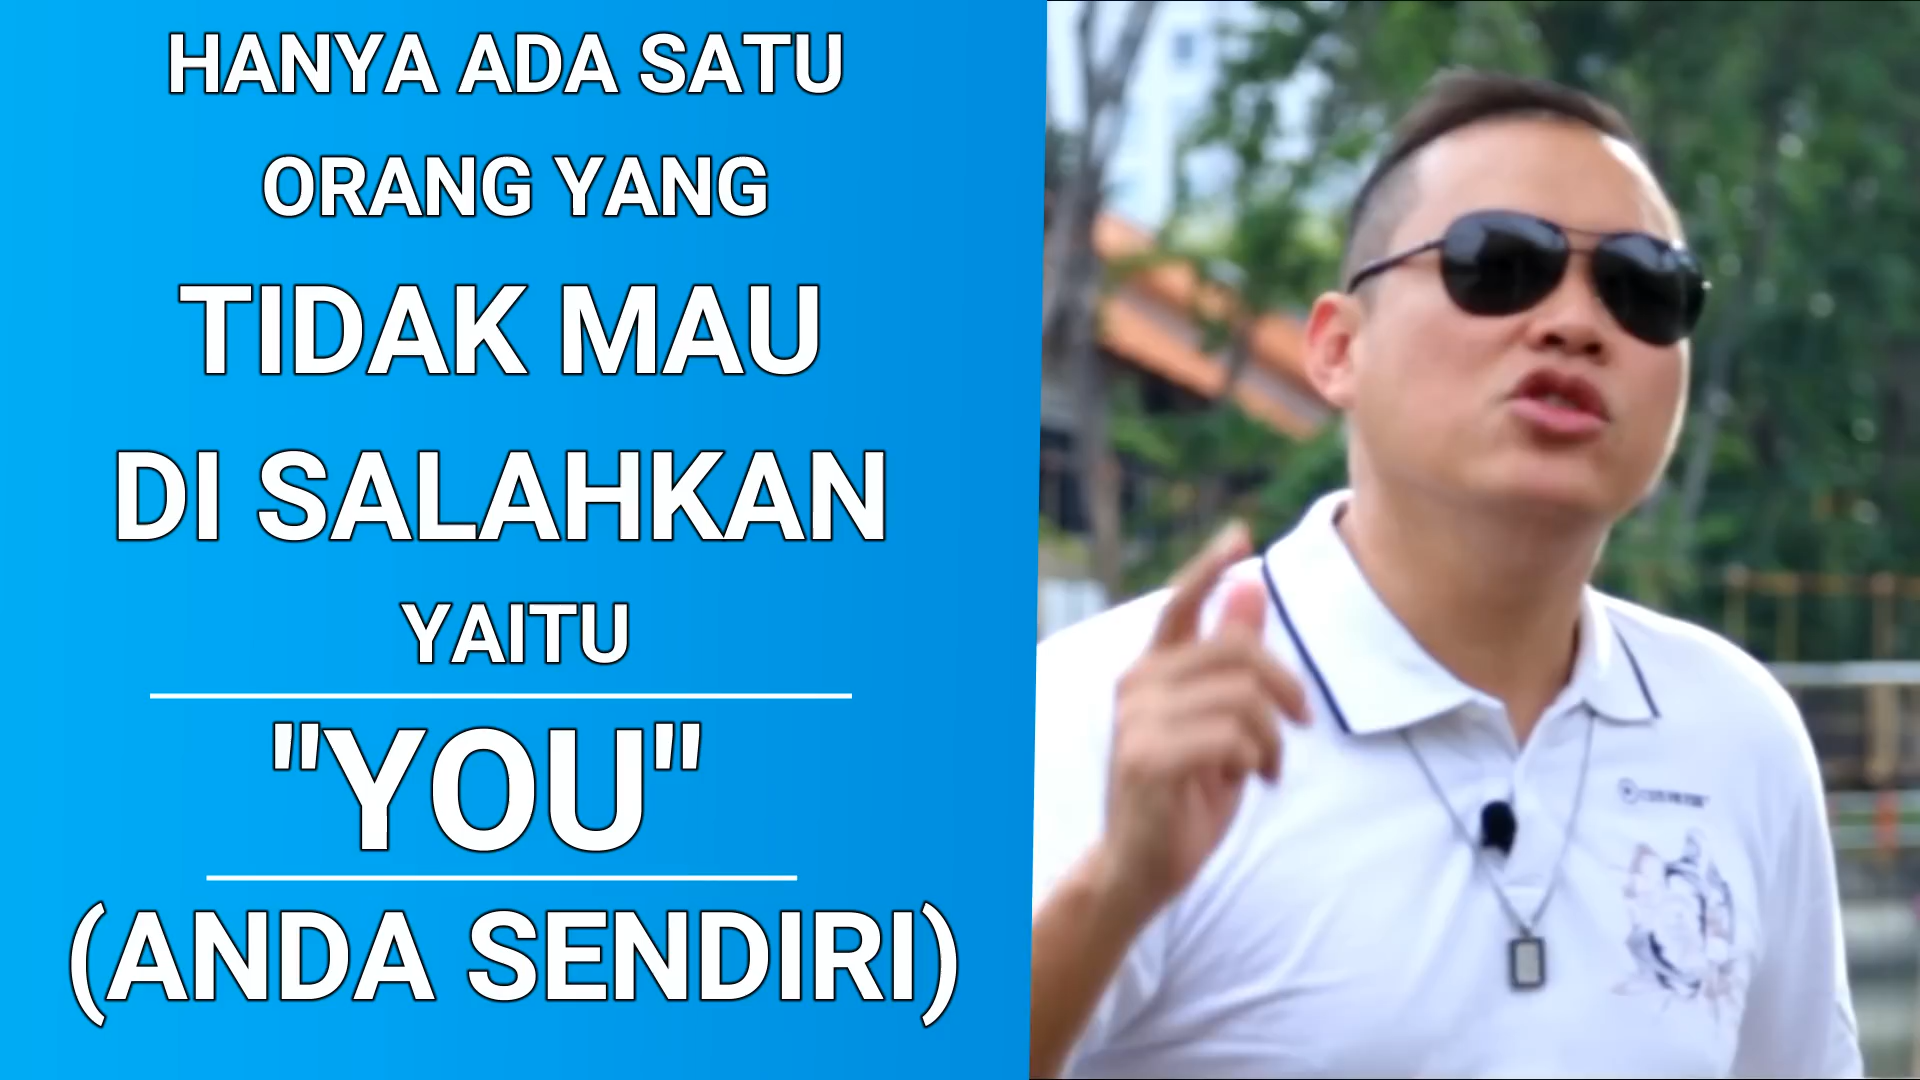 HANYA ADA SATU
ORANG YANG
TIDAK MAU
DI SALAHKAN
YAITU
"YOU"
(ANDA SENDIRI)